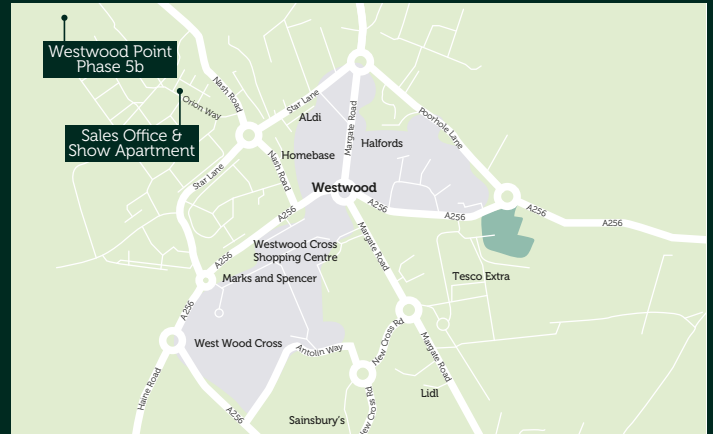 Westwood Point
Phase 5b
Orion Way
Nash Road
Sales Office &
Show Apartment
Star Lane
ALdi
Margate Road
Halfords
Poorhole Lane
Homebase
Nash Road
Star Lane
Westwood
A256
A256
A256
A256
A256
Westwood Cross
Shopping Centre
Margate Road
A256
Marks and Spencer
Tesco Extra
A256
West Wood Cross
Antolin Way
New Cross Rd
Margate Road
Haine Road
A256
Lidl
Sainsbury's
ew Cross Rd